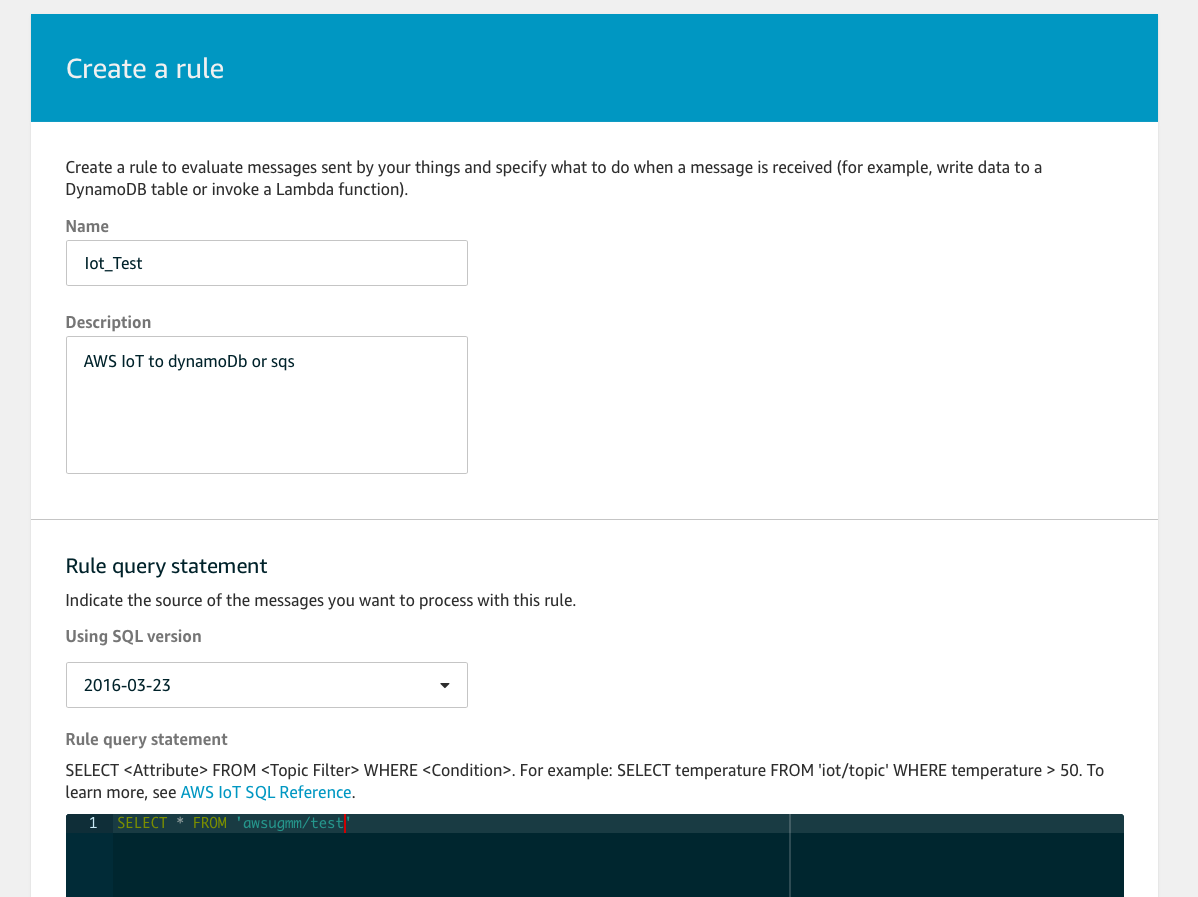 Create a rule
Create a rule to evaluate messages sent by your things and specify what to do when a message is received (for example, write data to a
DynamoDB table or invoke a Lambda function).
Name
Iot_Test
Description
AWS IoT to dynamoDb or sqs
Rule query statement
Indicate the source of the messages you want to process with this rule.
Using SQL version
2016-03-23
Rule query statement
SELECT <Attribute> FROM <Topic Filter> WHERE <Condition>. For example: SELECT temperature FROM 'iot/topic' WHERE temperature > 50. To
learn more, see AWS IoT SQL Reference.
1 SELECT * FROM 'awsugmm/test'